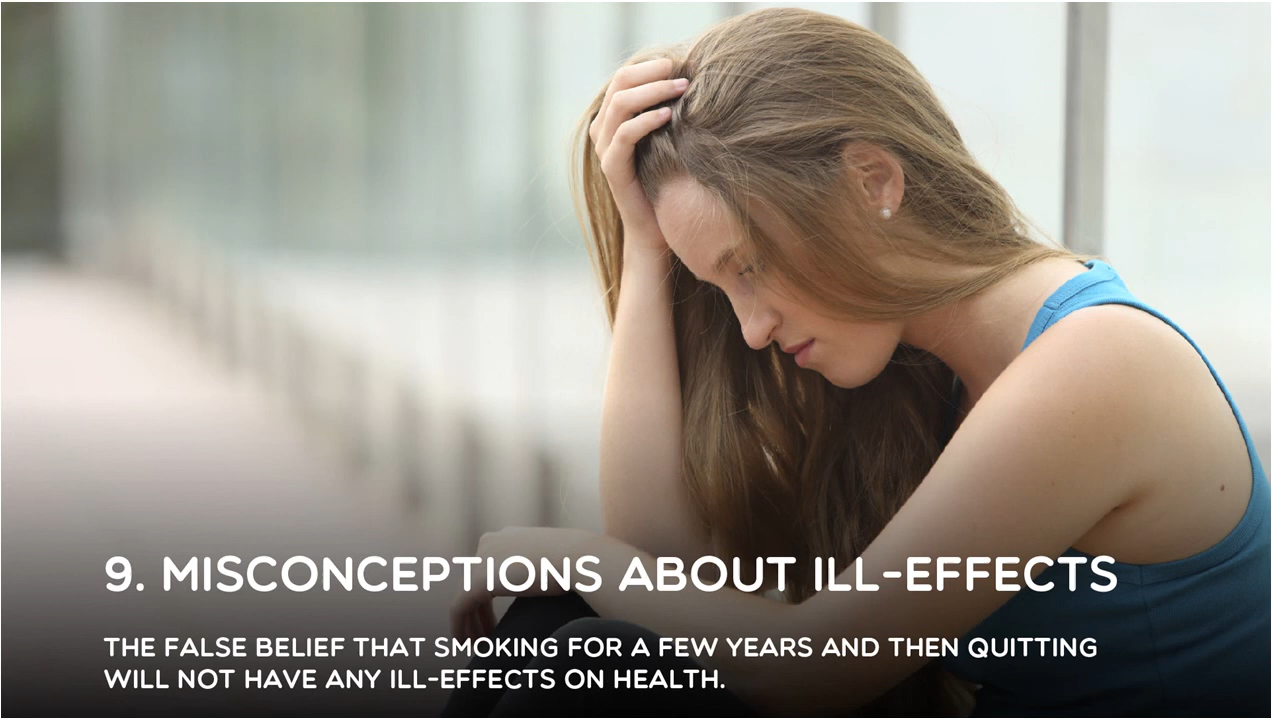 9. MISCONCEPTIONS ABOUT ILL-EFFECTS
THE FALSE BELIEF THAT SMOKING FOR A FEW YEARS AND THEN QUITTING
WILL NOT HAVE ANY ILL-EFFECTS ON HEALTH.